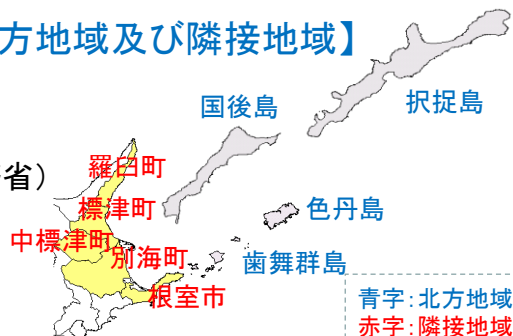 方地域及び隣接地域】
択捉島
国後島
省)
羅臼町
標津町
色丹島
中標津町
別海町
歯舞群島
根室市
青字:北方地域
赤字:隣接地域